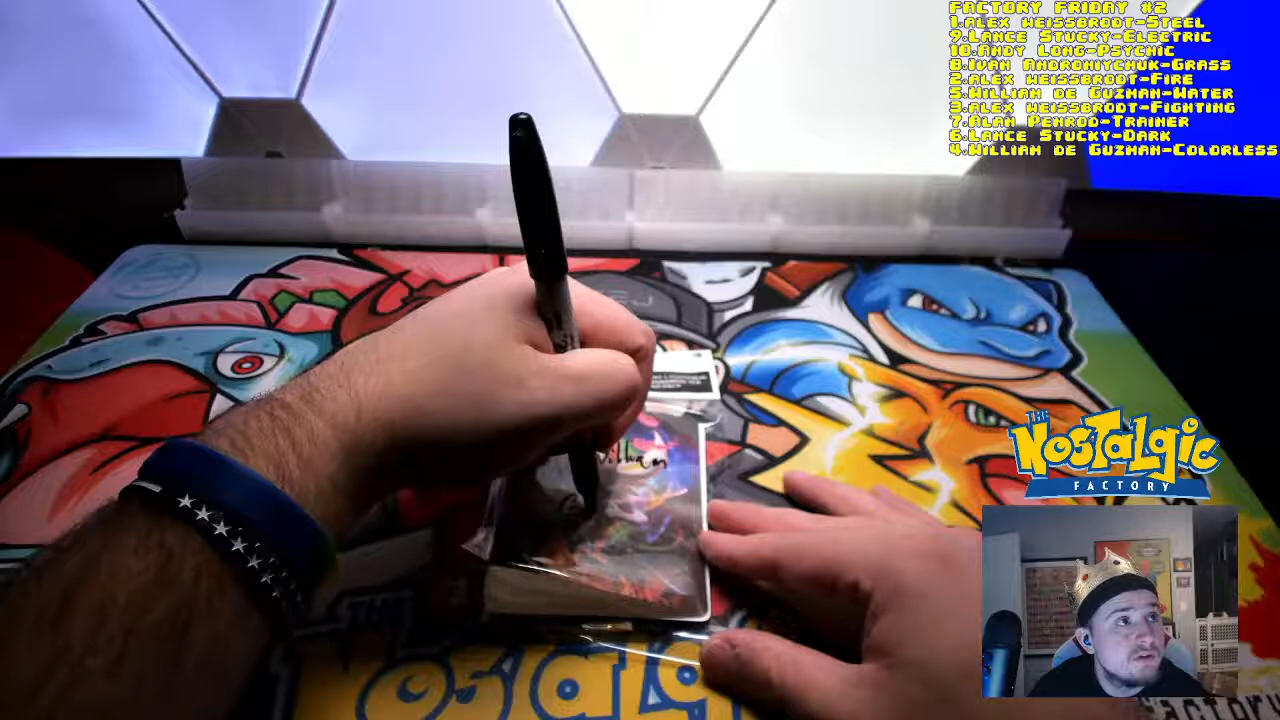 FACTORY FRIDAY #2
1.ALEX WEISSBRODT-STEEL
9.LANCE STUCKY-ELECTRIC
10.ANDY LONG-PSYCHIC
8.IVAN ANDRONIYCHUK-GRASS
2.ALEX WEISSBRODT-FIRE
5.WILLIAM DE GUZMAN-WATER
3.ALEX WEISSBRODT-FIGHTING
7.ALAN PENROD-TRAINER
6.LANCE STUCKY-DARK
4.WILLIAM DE GUZMAN-COLORLESS
THE
NOSTALGIC
FACTORY
William
Factory